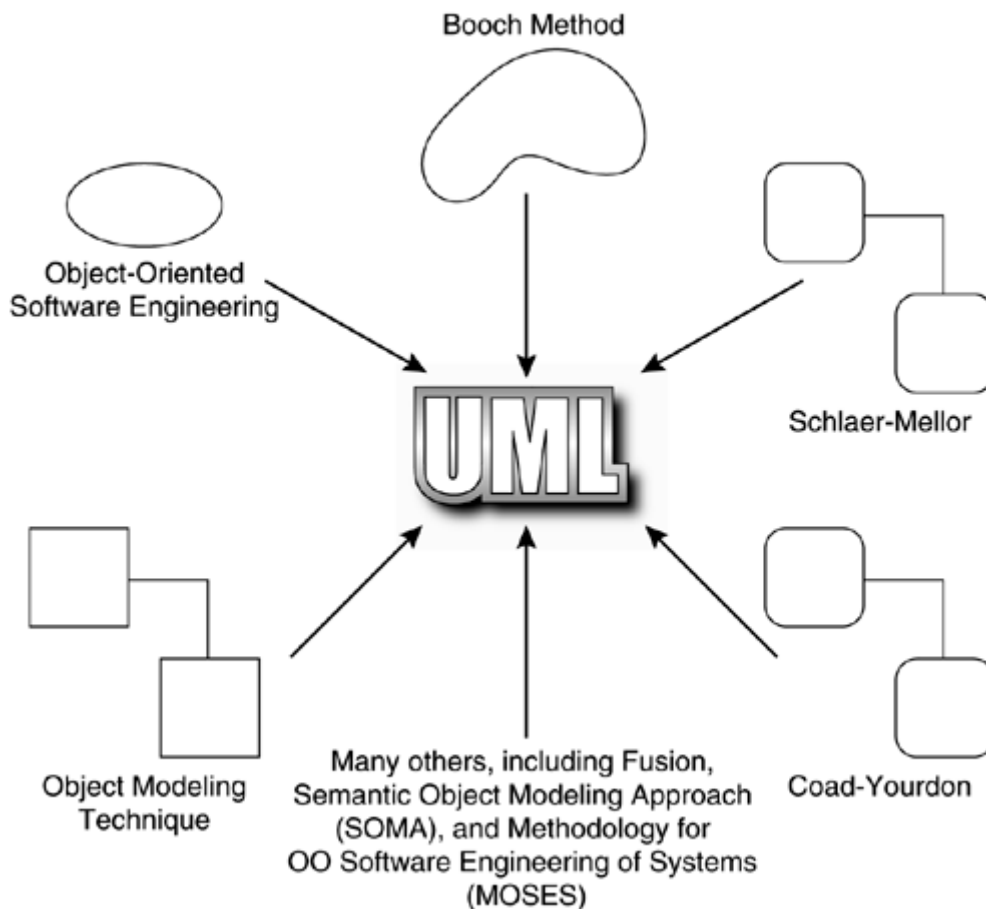 Booch Method
Object-Oriented
Software Engineering
Schlaer-Mellor
UML
Object Modeling
Technique
Many others, including Fusion,
Semantic Object Modeling Approach
(SOMA), and Methodology for
OO Software Engineering of Systems
(MOSES)
Coad-Yourdon